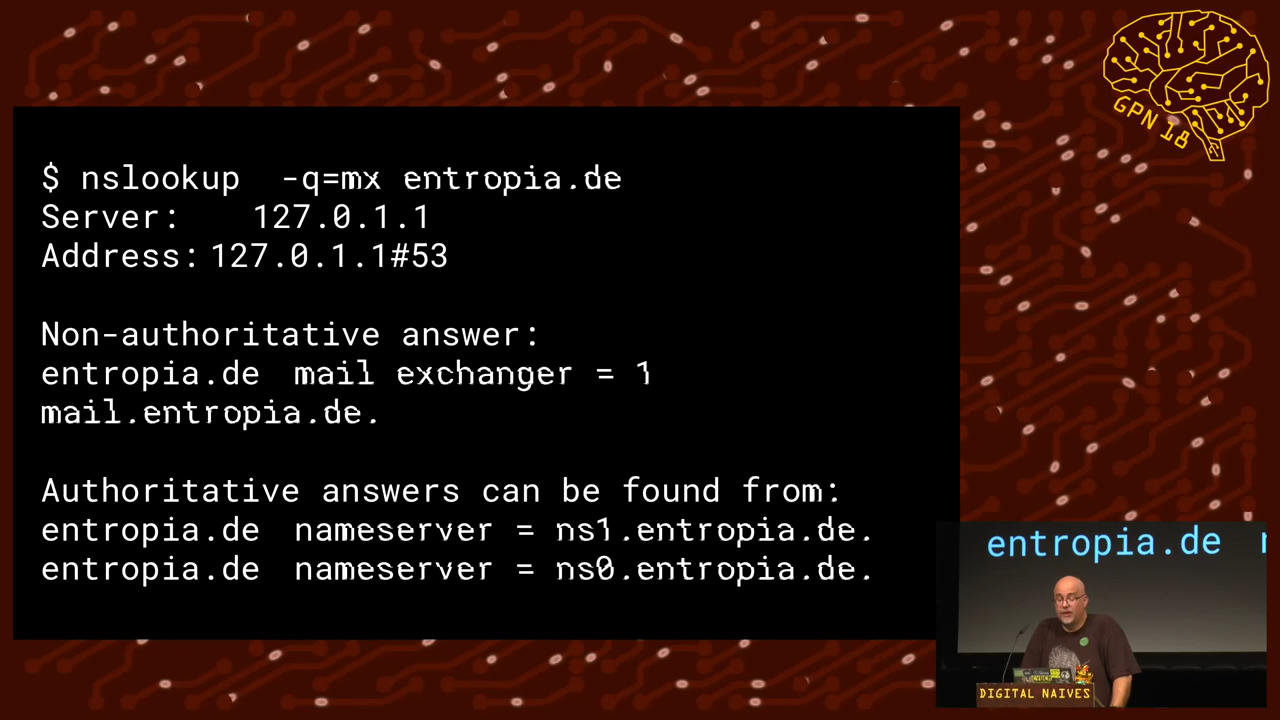 GPN 18
$ nslookup -q=mx entropia.de
Server: 127.0.1.1
Address: 127.0.1.1#53
Non-authoritative answer:
entropia.de mail exchanger = 1
mail.entropia.de.
Authoritative answers can be found from:
entropia.de nameserver = ns1.entropia.de.
entropia.de nameserver = ns0.entropia.de.
entropia.de
DIGITAL NAIVES